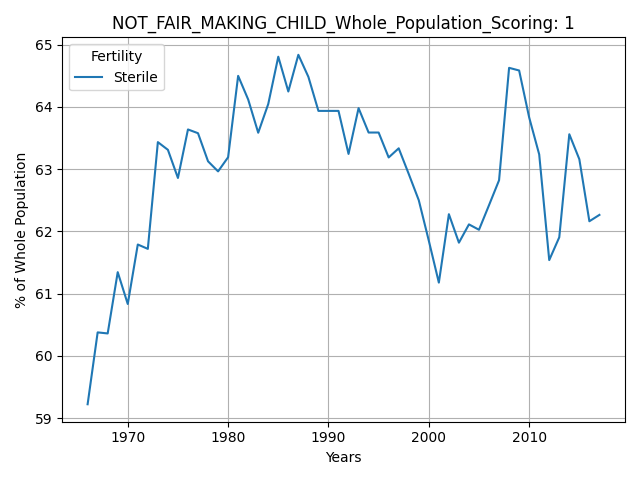 NOT_FAIR_MAKING_CHILD_Whole_Population_Scoring: 1
Fertility
Sterile
% of Whole Population
65
64
63
62
61
60
59
1970 1980 1990 2000 2010
Years